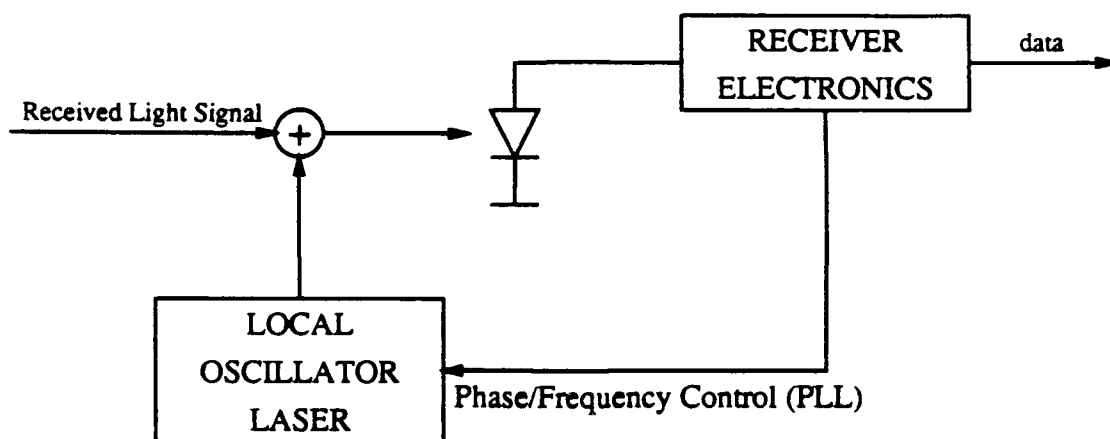 RECEIVER
ELECTRONICS
data
Received Light Signal
+
LOCAL
OSCILLATOR
LASER
Phase/Frequency Control (PLL)